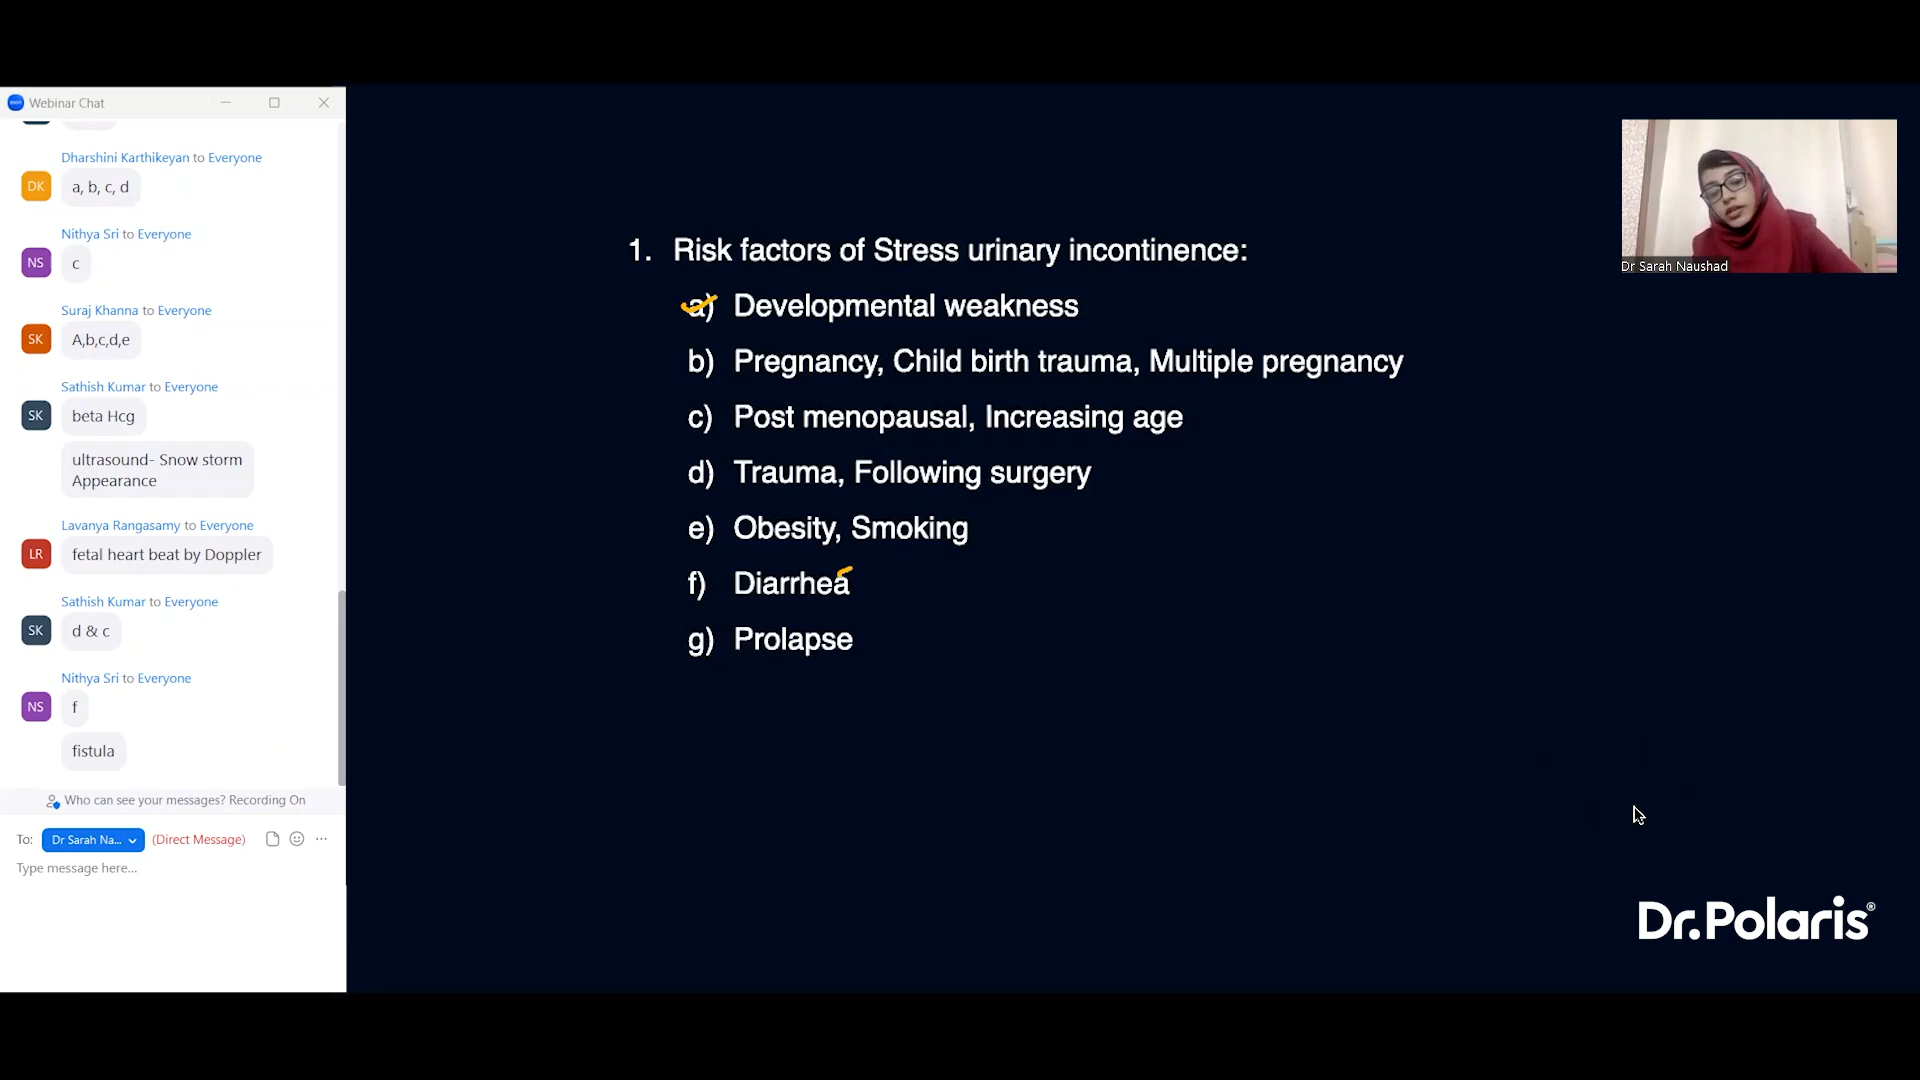 Webinar Chat
Dharshini Karthikeyan to Everyone
DK
a, b, c, d
Nithya Sri to Everyone
NS
c
Suraj Khanna to Everyone
SK
A,b,c,d,e
Sathish Kumar to Everyone
SK
beta Hcg
ultrasound- Snow storm
Appearance
Lavanya Rangasamy to Everyone
LR
fetal heart beat by Doppler
Sathish Kumar to Everyone
SK
d & c
Nithya Sri to Everyone
NS
f
fistula
Who can see your messages? Recording On
To: Dr Sarah Na... (Direct Message)
Type message here...
1. Risk factors of Stress urinary incontinence:
a) Developmental weakness
b) Pregnancy, Child birth trauma, Multiple pregnancy
c) Post menopausal, Increasing age
d) Trauma, Following surgery
e) Obesity, Smoking
f) Diarrhea
g) Prolapse
Dr Sarah Naushad
Dr.Polaris®